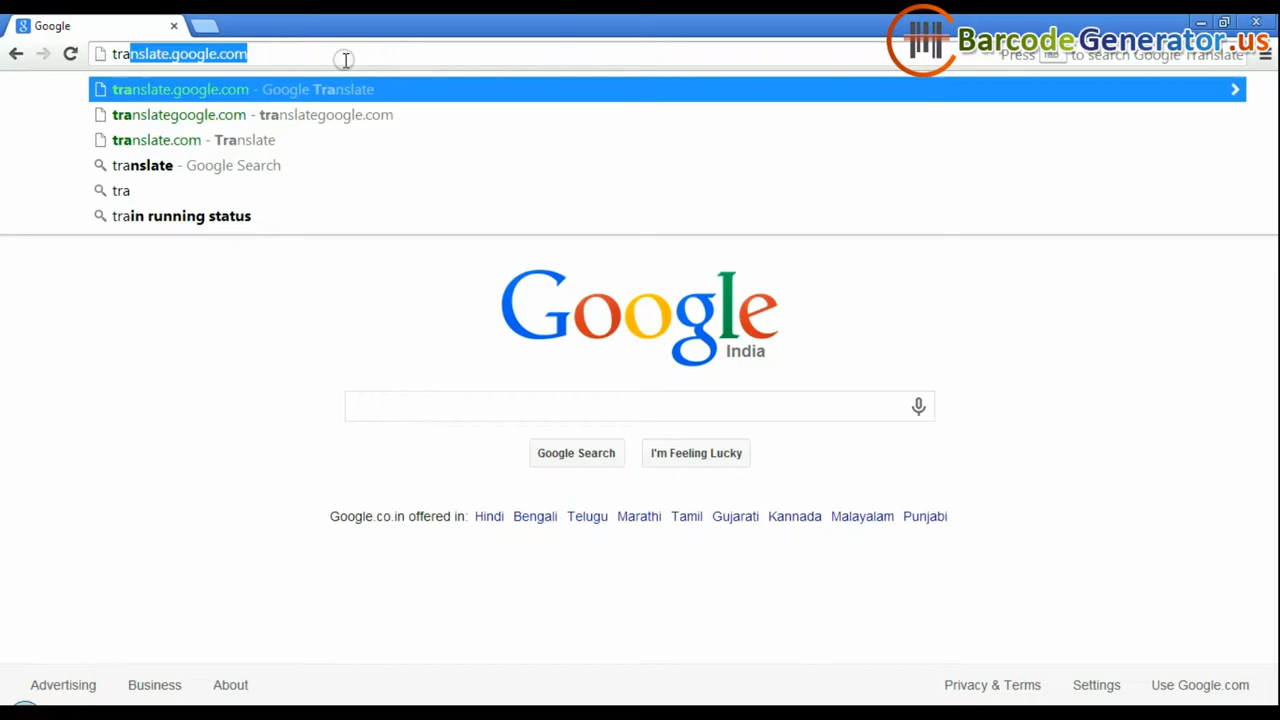 Google
translate.google.com
Press Tab to search Google Translate
BarcodeGenerator.us
translate.google.com - Google Translate
translategoogle.com - translategoogle.com
translate.com - Translate
translate - Google Search
tra
train running status
Google
India
Google Search
I'm Feeling Lucky
Google.co.in offered in: Hindi Bengali Telugu Marathi Tamil Gujarati Kannada Malayalam Punjabi
Advertising Business About
Privacy & Terms Settings Use Google.com